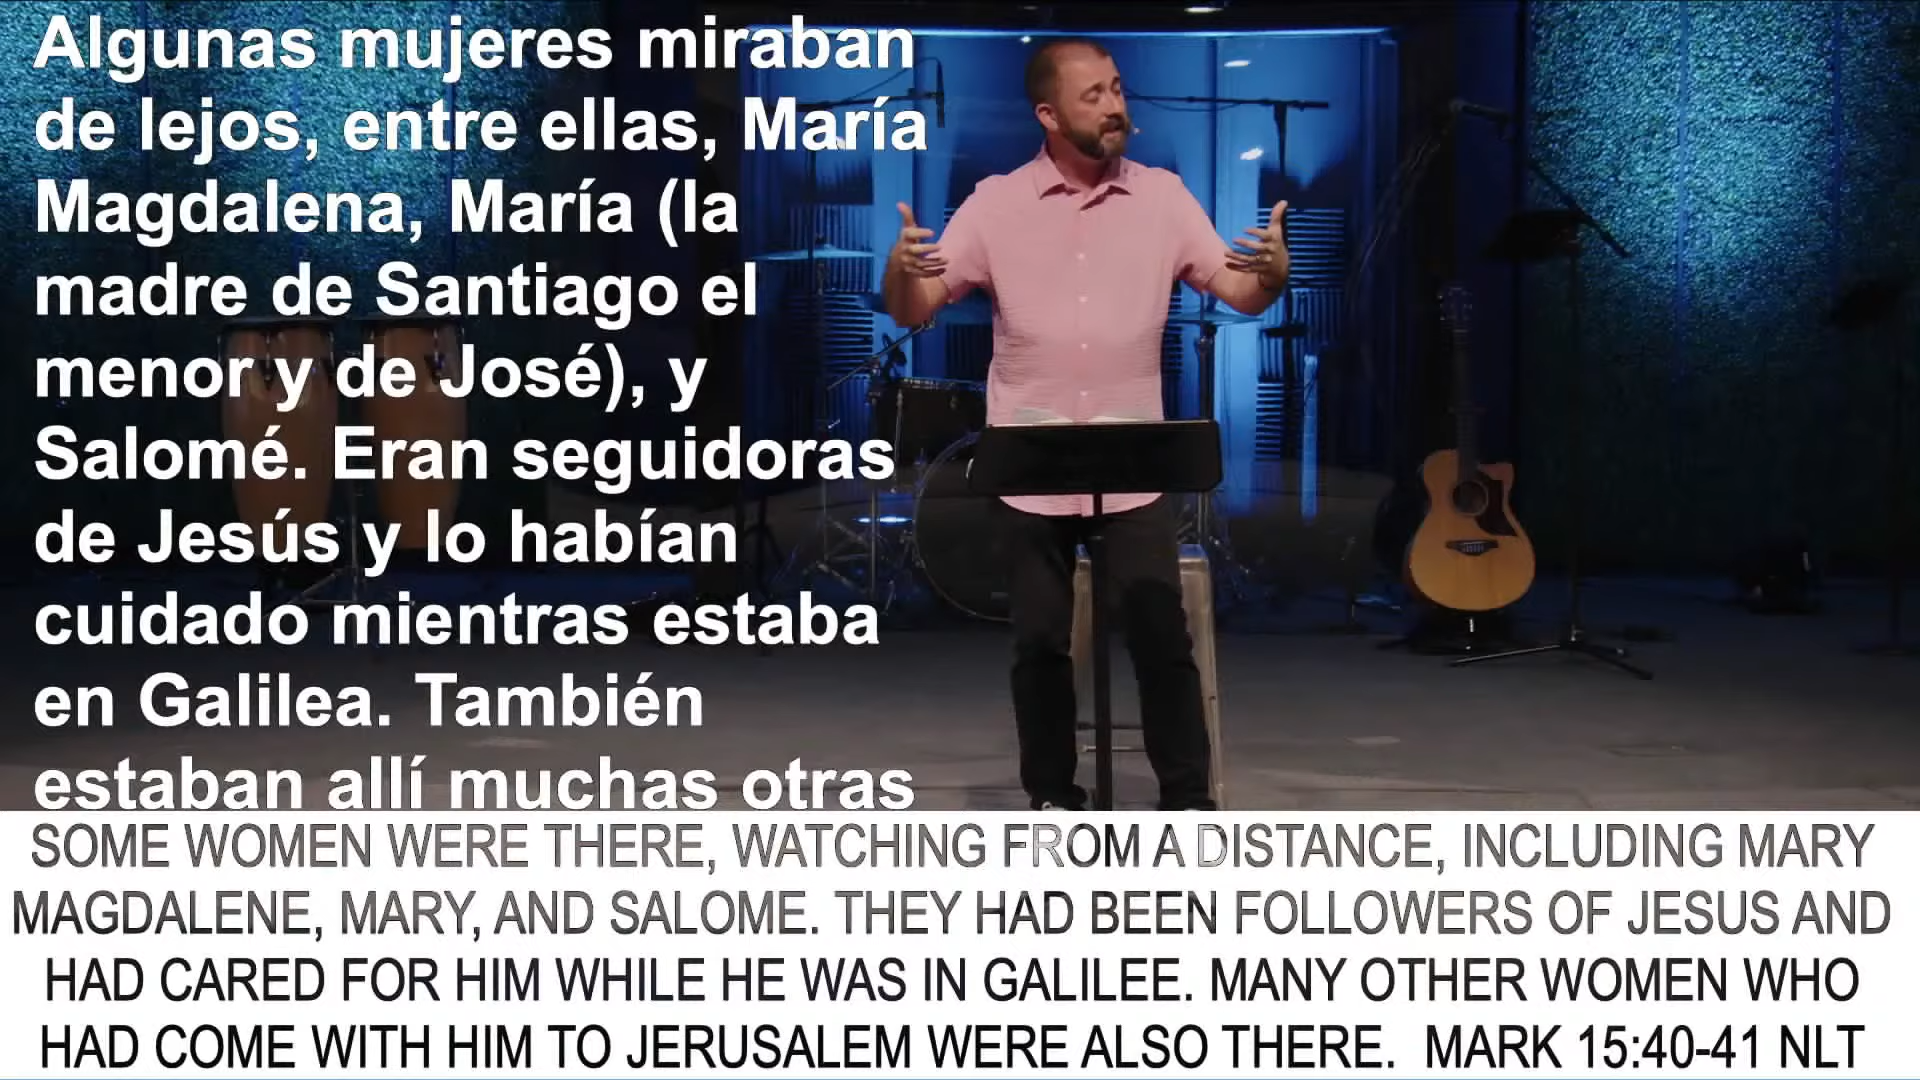 Algunas mujeres miraban
de lejos, entre ellas, María
Magdalena, María (la
madre de Santiago el
menor y de José), y
Salomé. Eran seguidoras
de Jesús y lo habían
cuidado mientras estaba
en Galilea. También
estaban allí muchas otras
SOME WOMEN WERE THERE, WATCHING FROM A DISTANCE, INCLUDING MARY
MAGDALENE, MARY, AND SALOME. THEY HAD BEEN FOLLOWERS OF JESUS AND
HAD CARED FOR HIM WHILE HE WAS IN GALILEE. MANY OTHER WOMEN WHO
HAD COME WITH HIM TO JERUSALEM WERE ALSO THERE. MARK 15:40-41 NLT